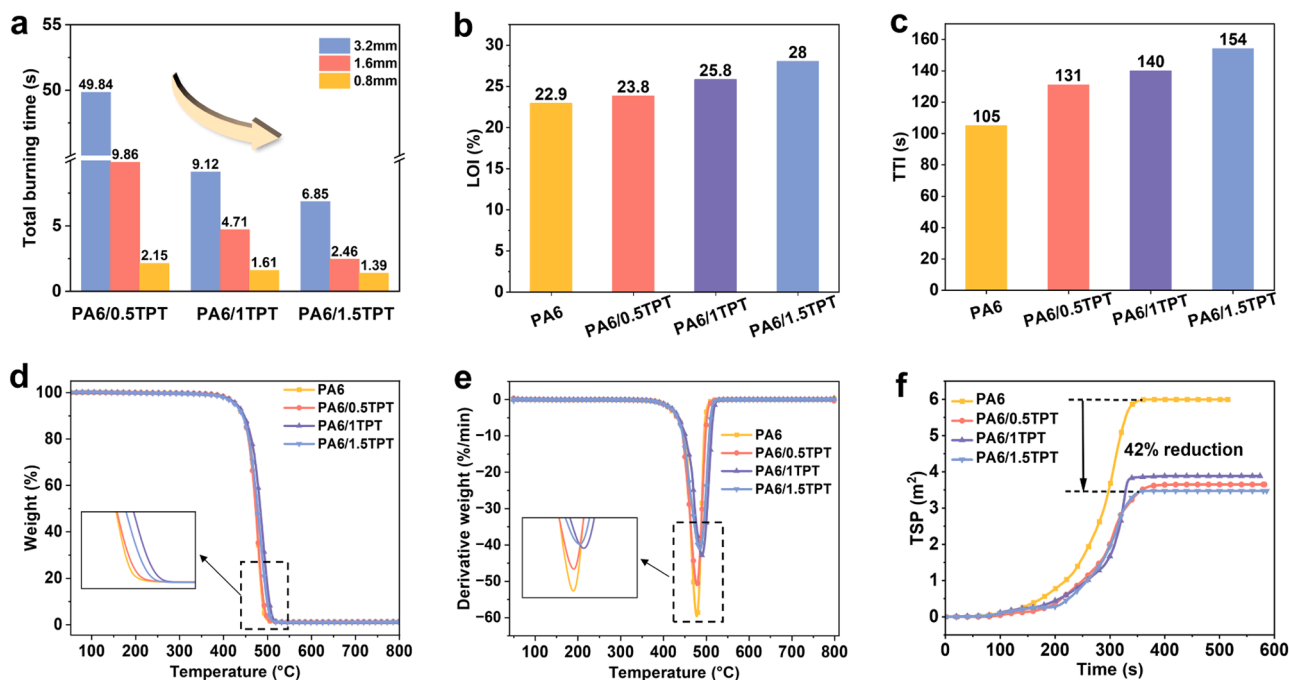 a
Total burning time (s)
55
50
5
0
49.84
9.86
2.15
9.12
4.71
1.61
6.85
2.46
1.39
3.2mm
1.6mm
0.8mm
PA6/0.5TPT
PA6/1TPT
PA6/1.5TPT
b
LOI (%)
30
25
20
15
10
5
0
22.9
23.8
25.8
28
PA6
PA6/0.5TPT
PA6/1TPT
PA6/1.5TPT
c
TTI (s)
160
140
120
100
80
60
40
20
0
105
131
140
154
PA6
PA6/0.5TPT
PA6/1TPT
PA6/1.5TPT
d
Weight (%)
100
80
60
40
20
0
PA6
PA6/0.5TPT
PA6/1TPT
PA6/1.5TPT
100 200 300 400 500 600 700 800
Temperature (°C)
e
Derivative weight (%/min)
0
−10
−20
−30
−40
−50
−60
PA6
PA6/0.5TPT
PA6/1TPT
PA6/1.5TPT
100 200 300 400 500 600 700 800
Temperature (°C)
f
TSP (m²)
6
6
5
4
3
2
1
0
PA6
PA6/0.5TPT
PA6/1TPT
PA6/1.5TPT
42% reduction
0 100 200 300 400 500 600
Time (s)